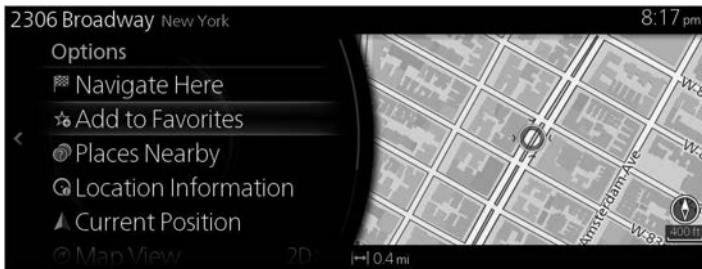 2306 Broadway New York
8:17 pm
Options
Navigate Here
Add to Favorites
Places Nearby
Location Information
Current Position
Map View 2D
0.4 mi
Amsterdam-Ave
W-83
400 ft